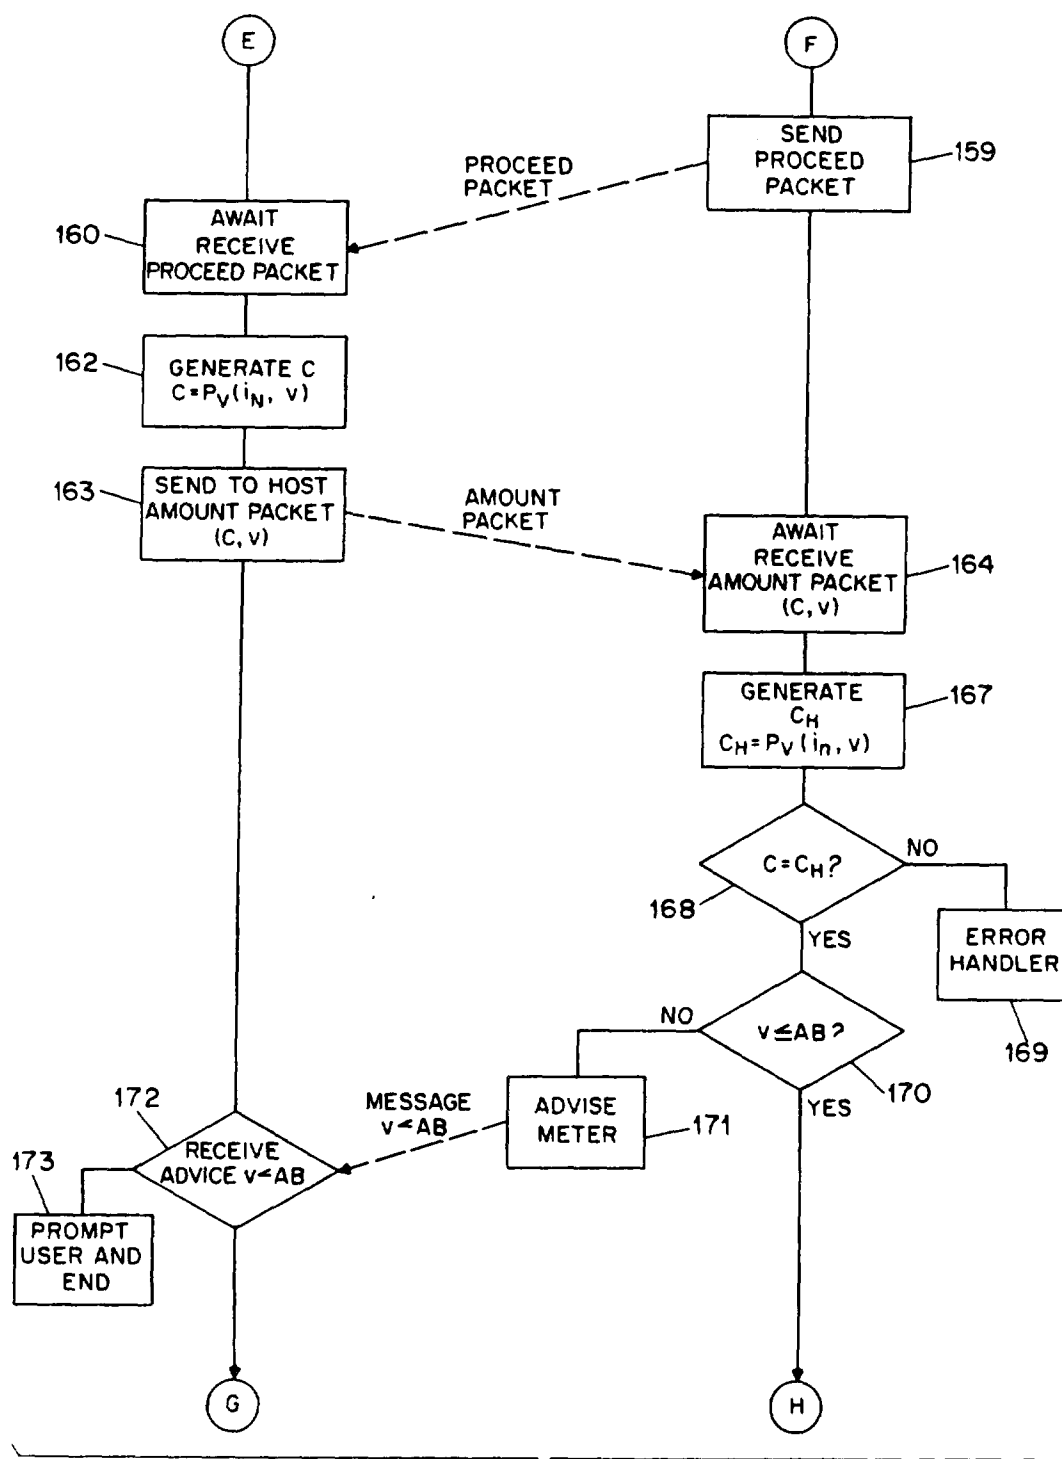 E
F
SEND
PROCEED
PACKET
159
PROCEED
PACKET
160
AWAIT
RECEIVE
PROCEED PACKET
162
GENERATE C
C=PV(iN, v)
163
SEND TO HOST
AMOUNT PACKET
(C,v)
AMOUNT
PACKET
AWAIT
RECEIVE
AMOUNT PACKET
(C,v)
164
GENERATE
CH
CH=PV(in,v)
167
C=CH?
NO
168
YES
ERROR
HANDLER
169
NO
v≦AB?
170
YES
172
MESSAGE
v<AB
ADVISE
METER
171
RECEIVE
ADVICE v<AB
173
PROMPT
USER AND
END
G
H